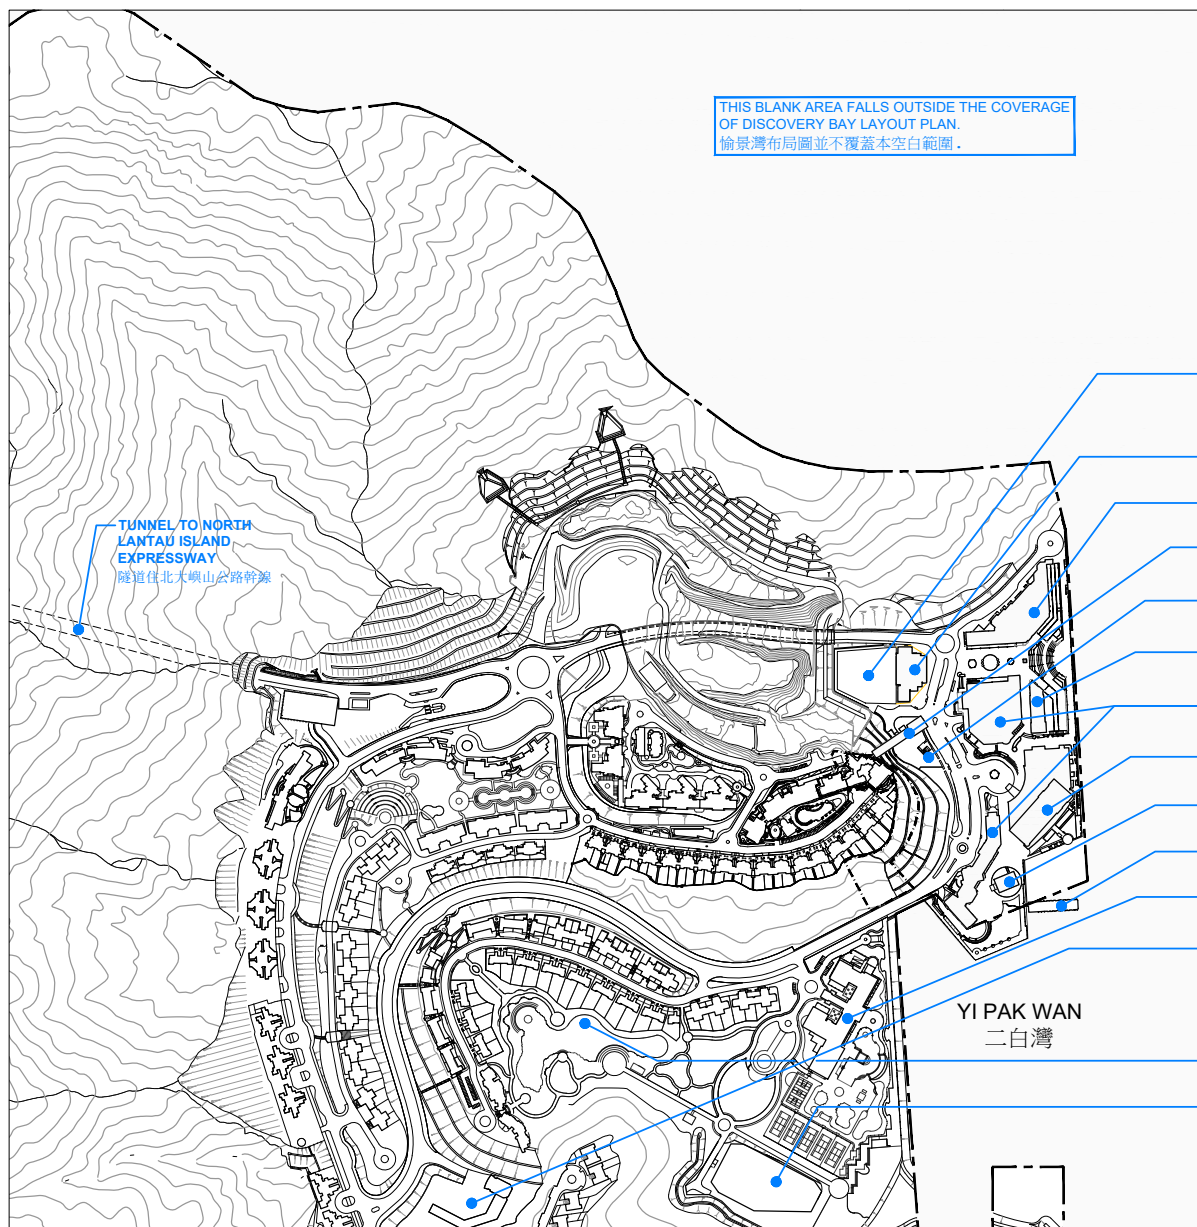 THIS BLANK AREA FALLS OUTSIDE THE COVERAGE
OF DISCOVERY BAY LAYOUT PLAN.
愉景灣布局圖並不覆蓋本空白範圍.
TUNNEL TO NORTH
LANTAU ISLAND
EXPRESSWAY
隧道往北大嶼山公路幹線
YI PAK WAN
二白灣